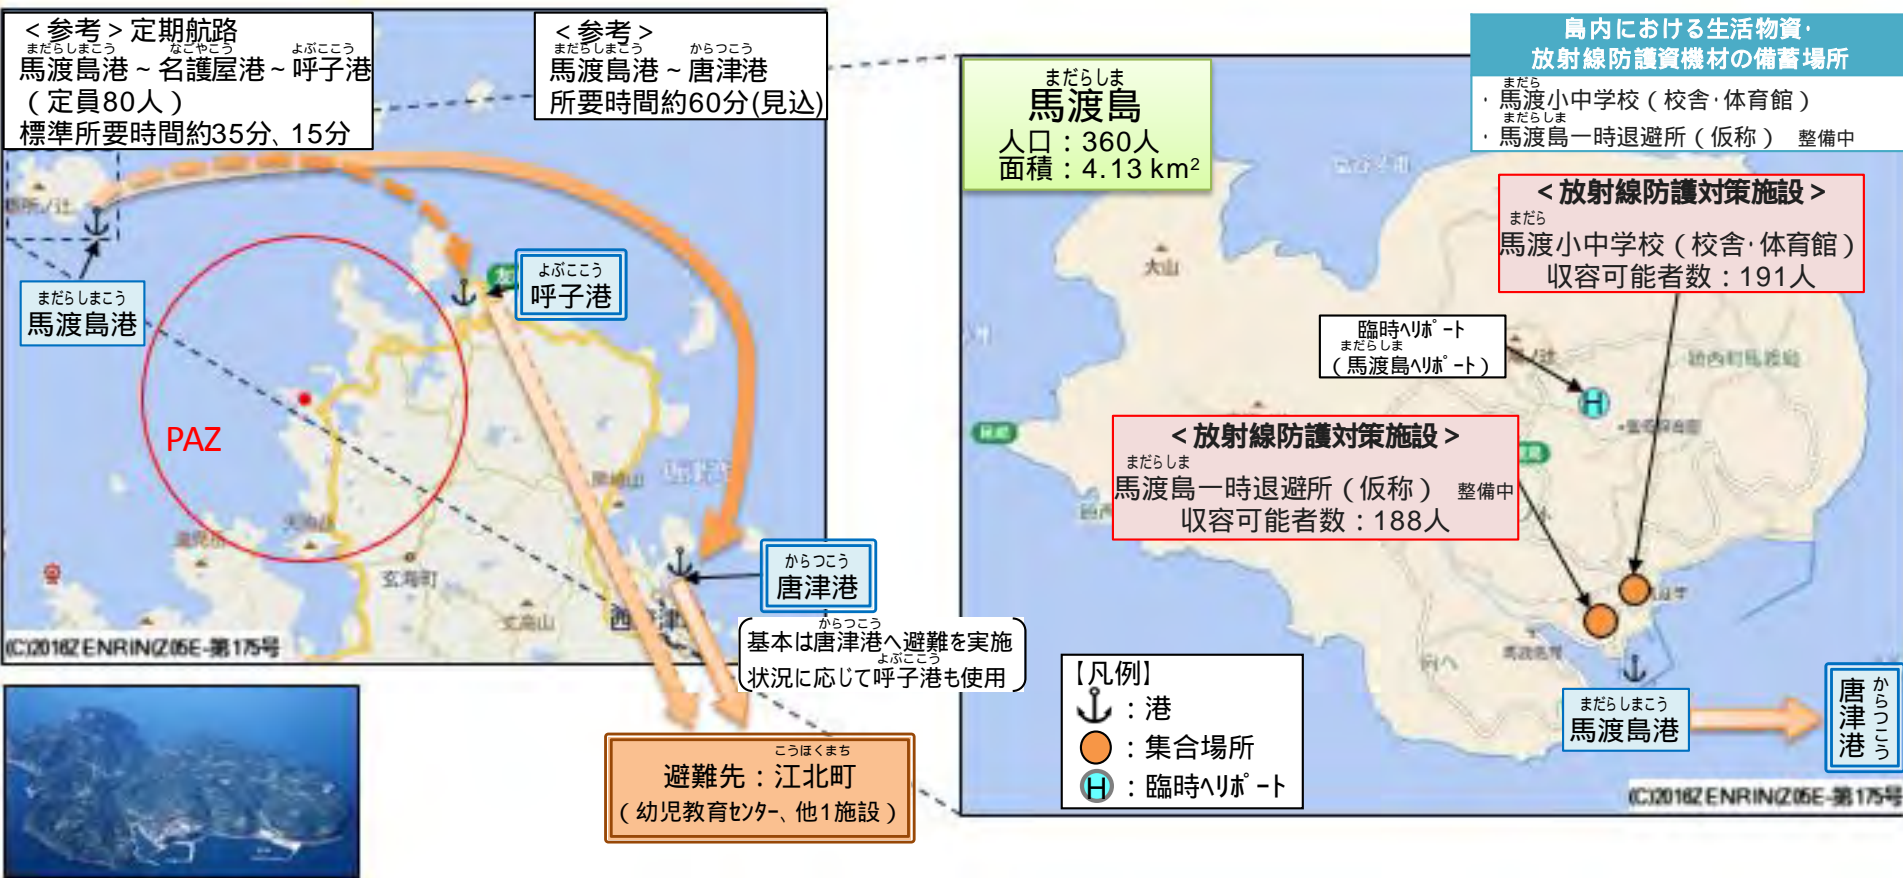 ＜参考＞定期航路
まだらしまこう なごやこう よぶここう
馬渡島港～名護屋港～呼子港
（定員80人）
標準所要時間約35分、15分
＜参考＞
まだらしまこう からつこう
馬渡島港～唐津港
所要時間約60分(見込)
まだらしまこう
馬渡島港
よぶここう
呼子港
PAZ
玄海町
からつこう
唐津港
からつこう
基本は唐津港へ避難を実施
よぶここう
状況に応じて呼子港も使用
(C)2016ZENRIN(Z05E-第175号
こうほくまち
避難先：江北町
（幼児教育ｾﾝﾀｰ、他1施設）
まだらしま
馬渡島
人口：360人
面積：4.13 km²
島内における生活物資・
放射線防護資機材の備蓄場所
まだら
・馬渡小中学校（校舎・体育館）
まだらしま
・馬渡島一時退避所（仮称） 整備中
＜放射線防護対策施設＞
まだら
馬渡小中学校（校舎・体育館）
収容可能者数：191人
大山
臨時ﾍﾘﾎﾟｰﾄ
まだらしま
（馬渡島ﾍﾘﾎﾟｰﾄ）
H
＜放射線防護対策施設＞
まだらしま
馬渡島一時退避所（仮称） 整備中
収容可能者数：188人
【凡例】
：港
：集合場所
H：臨時ﾍﾘﾎﾟｰﾄ
まだらしまこう
馬渡島港
からつこう
唐津港
(C)2016ZENRIN(Z05E-第175号